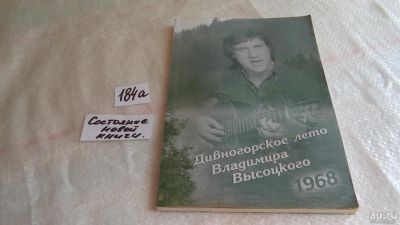 184а
Состояние
новой
книги.
Дивногорское лето
Владимира
Высоцкого
1968
au.ru